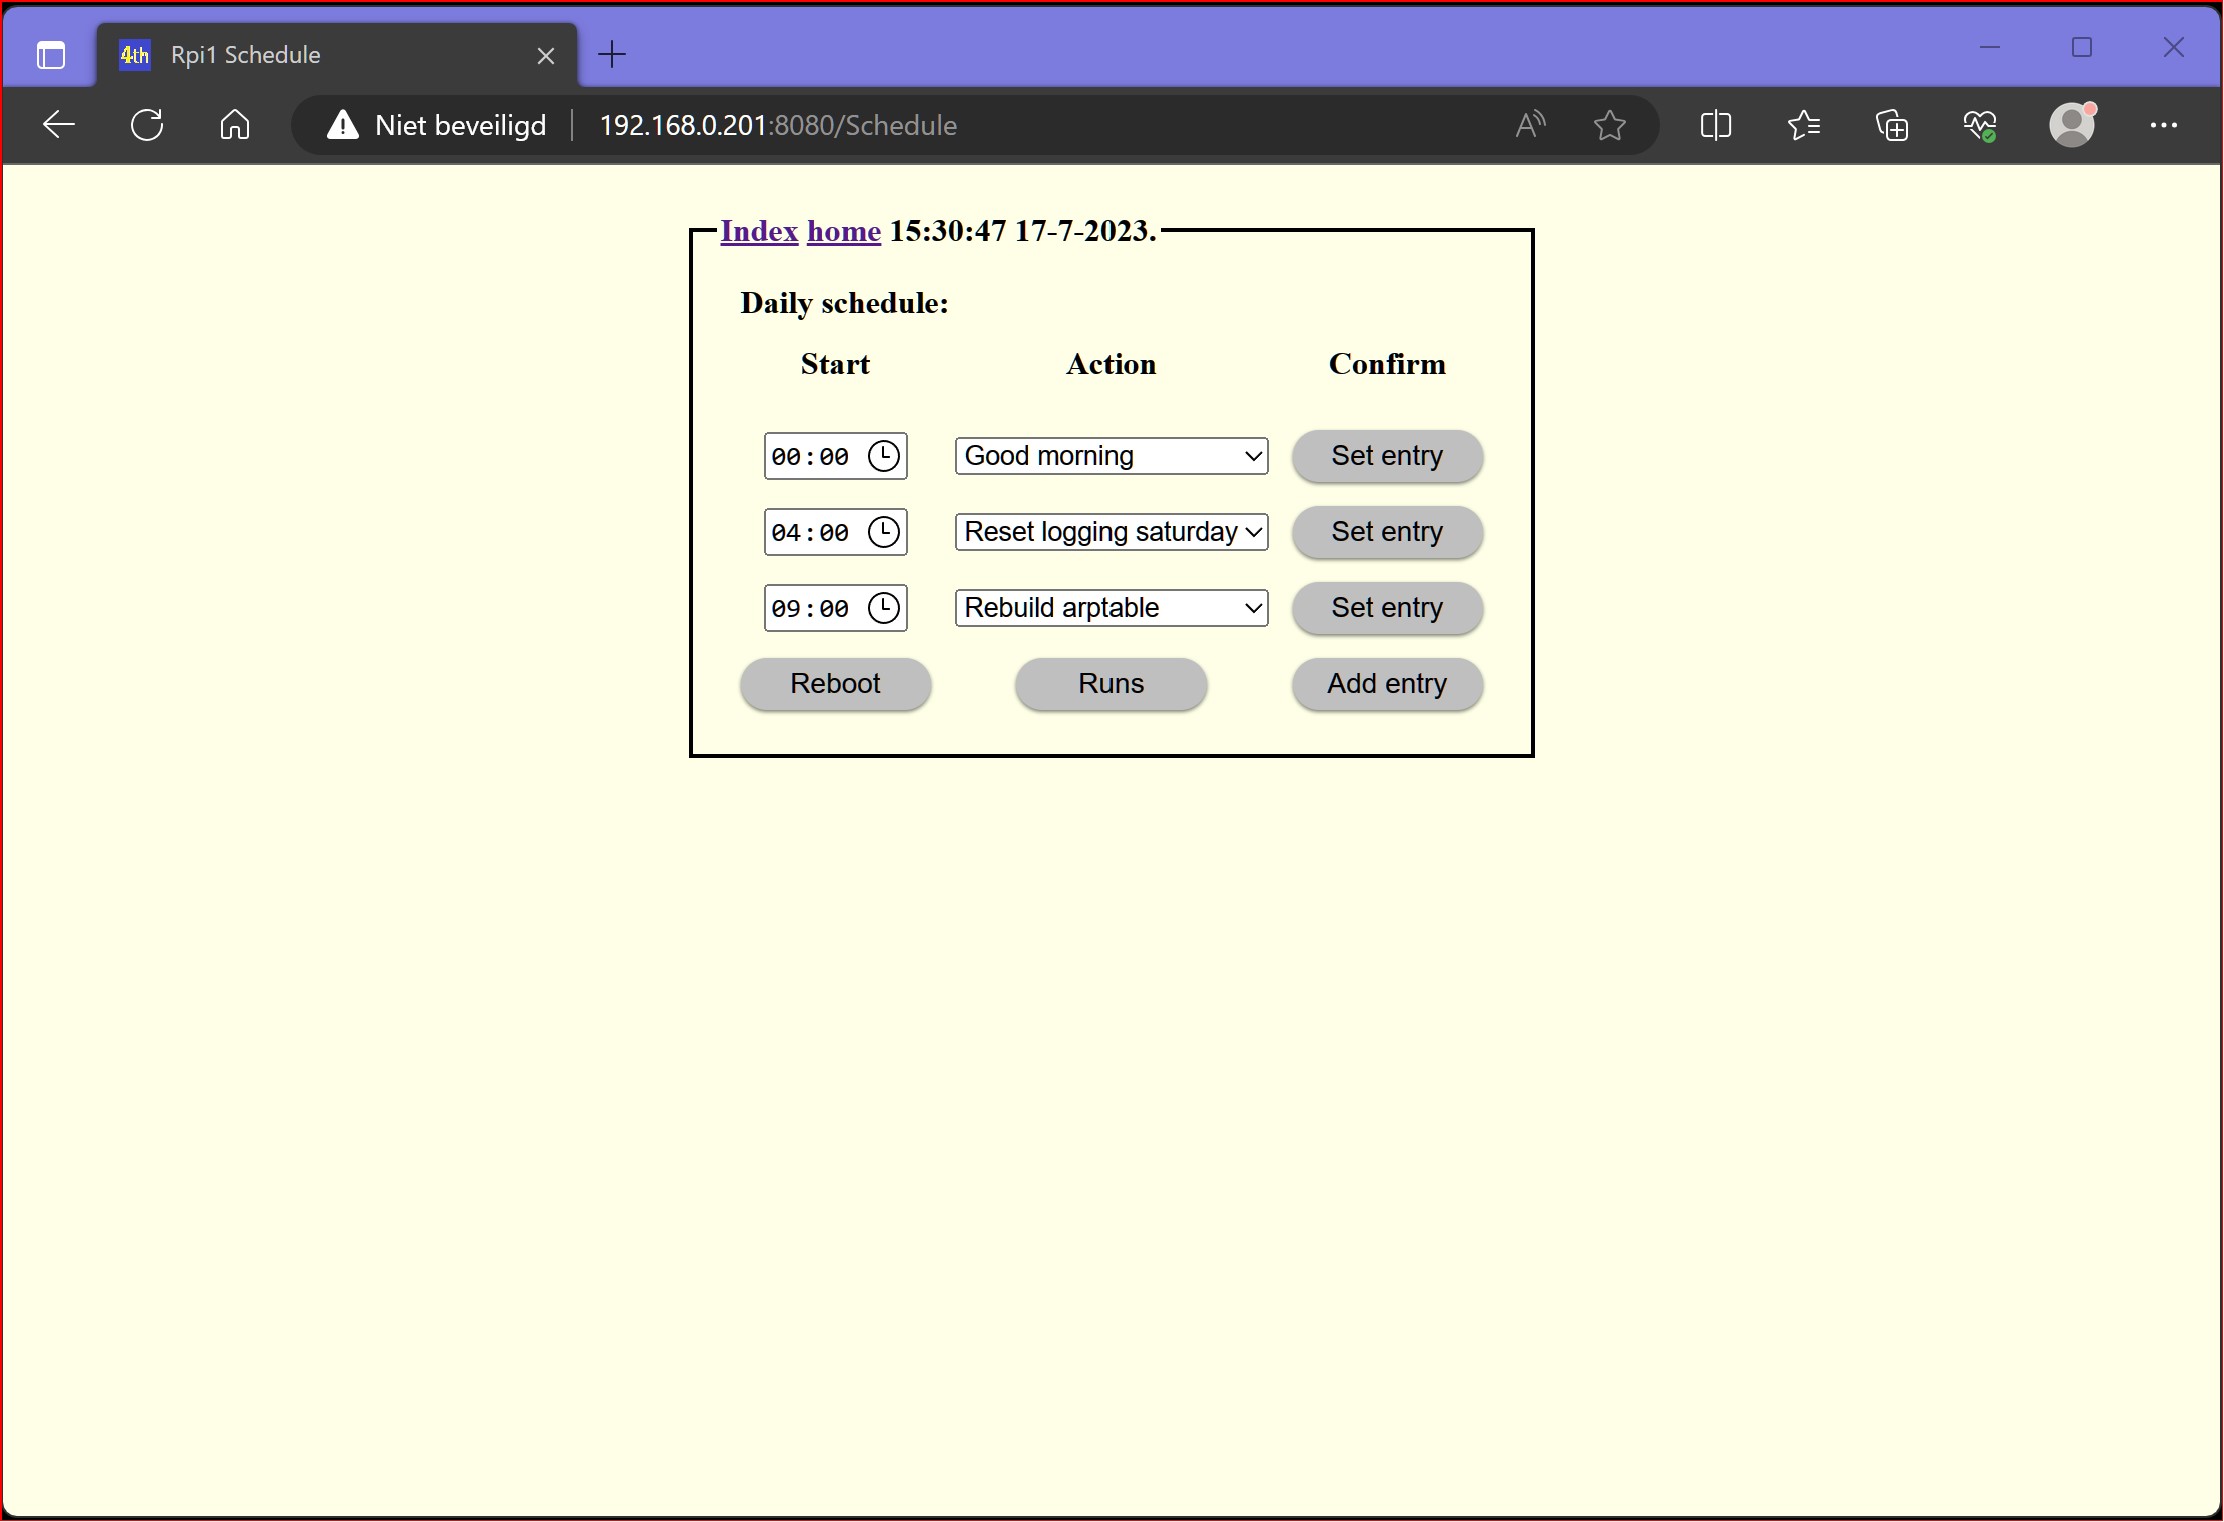 4th Rpi1 Schedule
Niet beveiligd 192.168.0.201:8080/Schedule
Index home 15:30:47 17-7-2023.
Daily schedule:
Start Action Confirm
00:00 Good morning Set entry
04:00 Reset logging saturday Set entry
09:00 Rebuild arptable Set entry
Reboot Runs Add entry